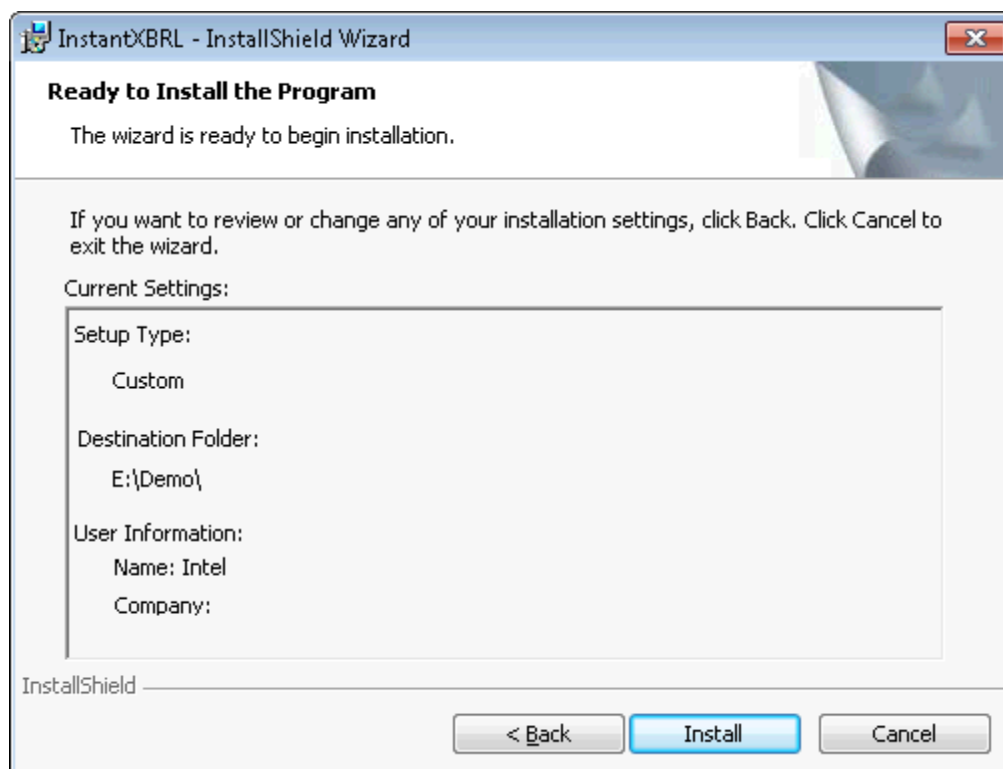 InstantXBRL - InstallShield Wizard
Ready to Install the Program
The wizard is ready to begin installation.
If you want to review or change any of your installation settings, click Back. Click Cancel to
exit the wizard.
Current Settings:
Setup Type:
Custom
Destination Folder:
E:\Demo\
User Information:
Name: Intel
Company:
InstallShield
< Back
Install
Cancel